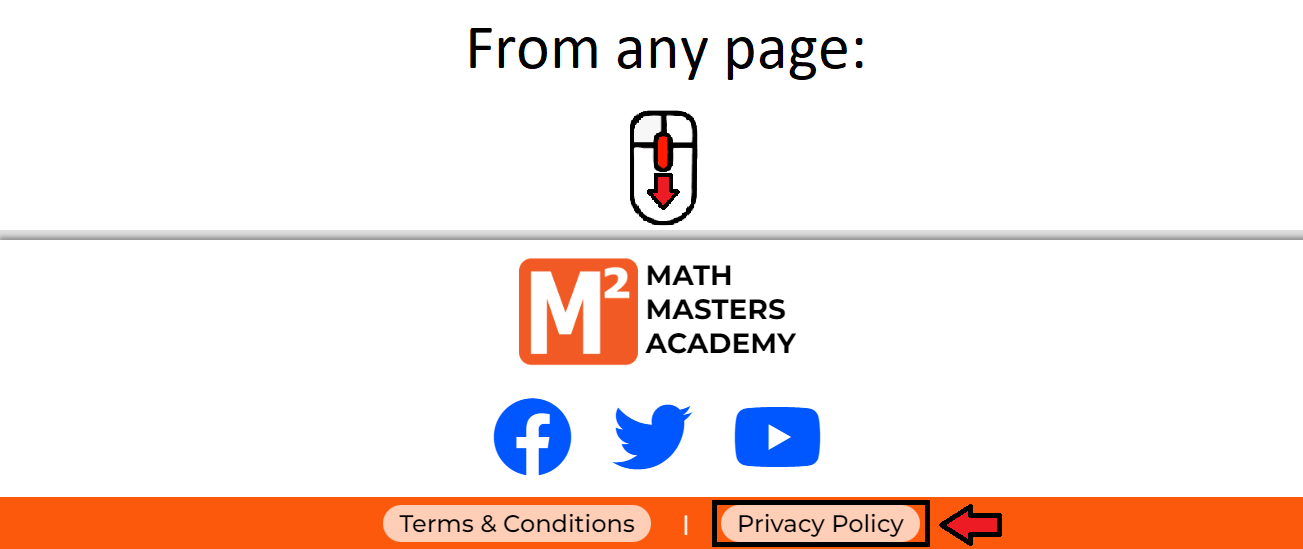 From any page:
M²
MATH
MASTERS
ACADEMY
Terms & Conditions | Privacy Policy